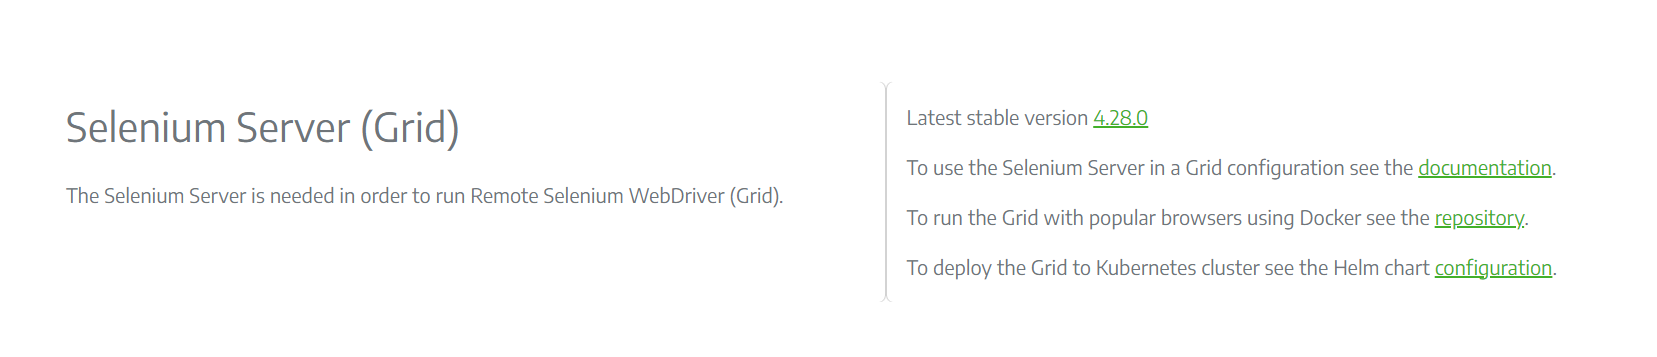 Selenium Server (Grid)
The Selenium Server is needed in order to run Remote Selenium WebDriver (Grid).
Latest stable version 4.28.0
To use the Selenium Server in a Grid configuration see the documentation.
To run the Grid with popular browsers using Docker see the repository.
To deploy the Grid to Kubernetes cluster see the Helm chart configuration.